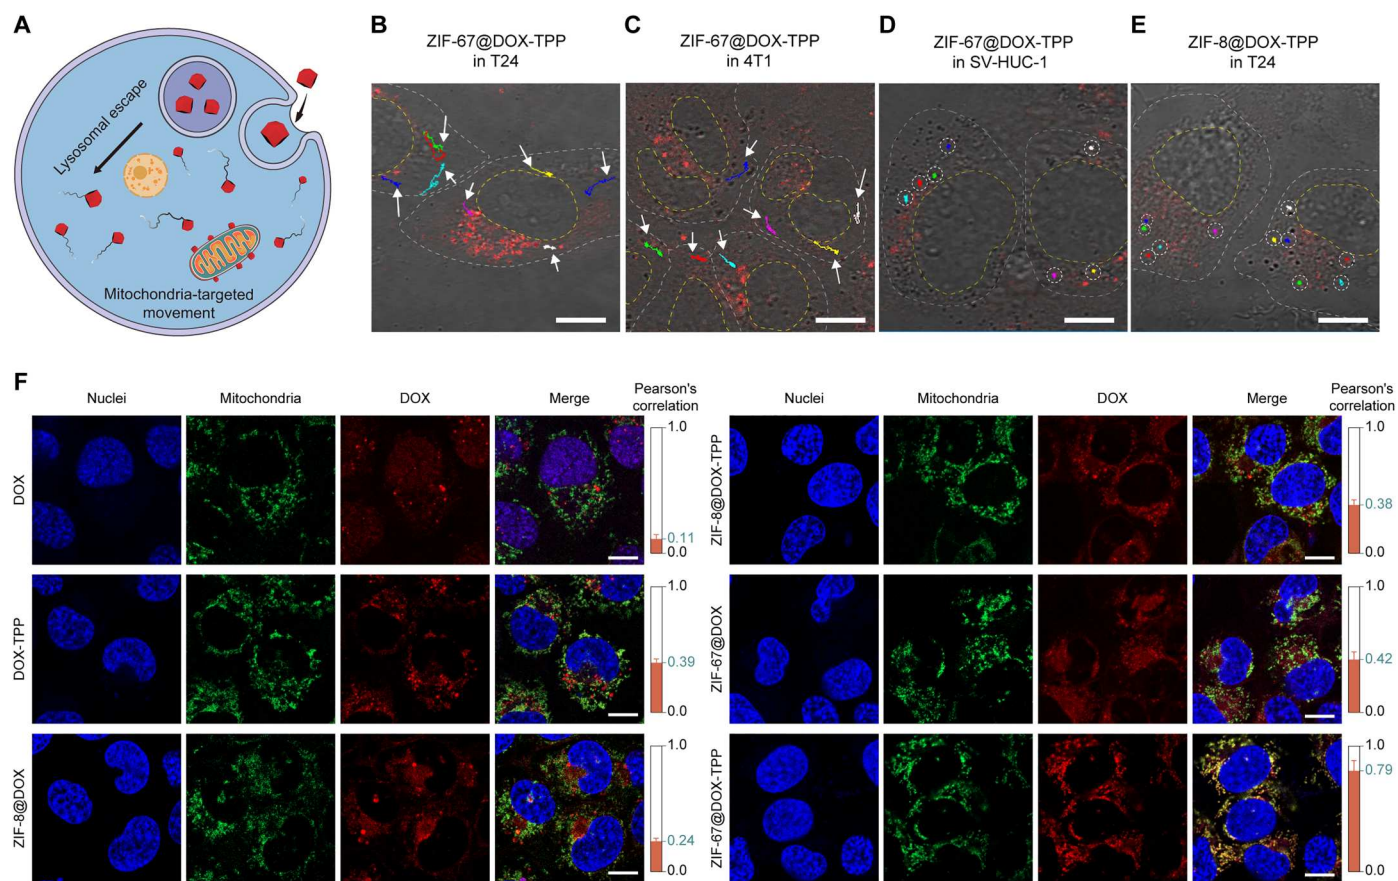 A
Lysosomal escape
Mitochondria-targeted
movement
B
ZIF-67@DOX-TPP
in T24
C
ZIF-67@DOX-TPP
in 4T1
D
ZIF-67@DOX-TPP
in SV-HUC-1
E
ZIF-8@DOX-TPP
in T24
F
Nuclei
Mitochondria
DOX
Merge
Pearson's
correlation
DOX
1.0
0.11
0.0
DOX-TPP
1.0
0.39
0.0
ZIF-8@DOX
1.0
0.24
0.0
Nuclei
Mitochondria
DOX
Merge
Pearson's
correlation
ZIF-8@DOX-TPP
1.0
0.38
0.0
ZIF-67@DOX
1.0
0.42
0.0
ZIF-67@DOX-TPP
1.0
0.79
0.0